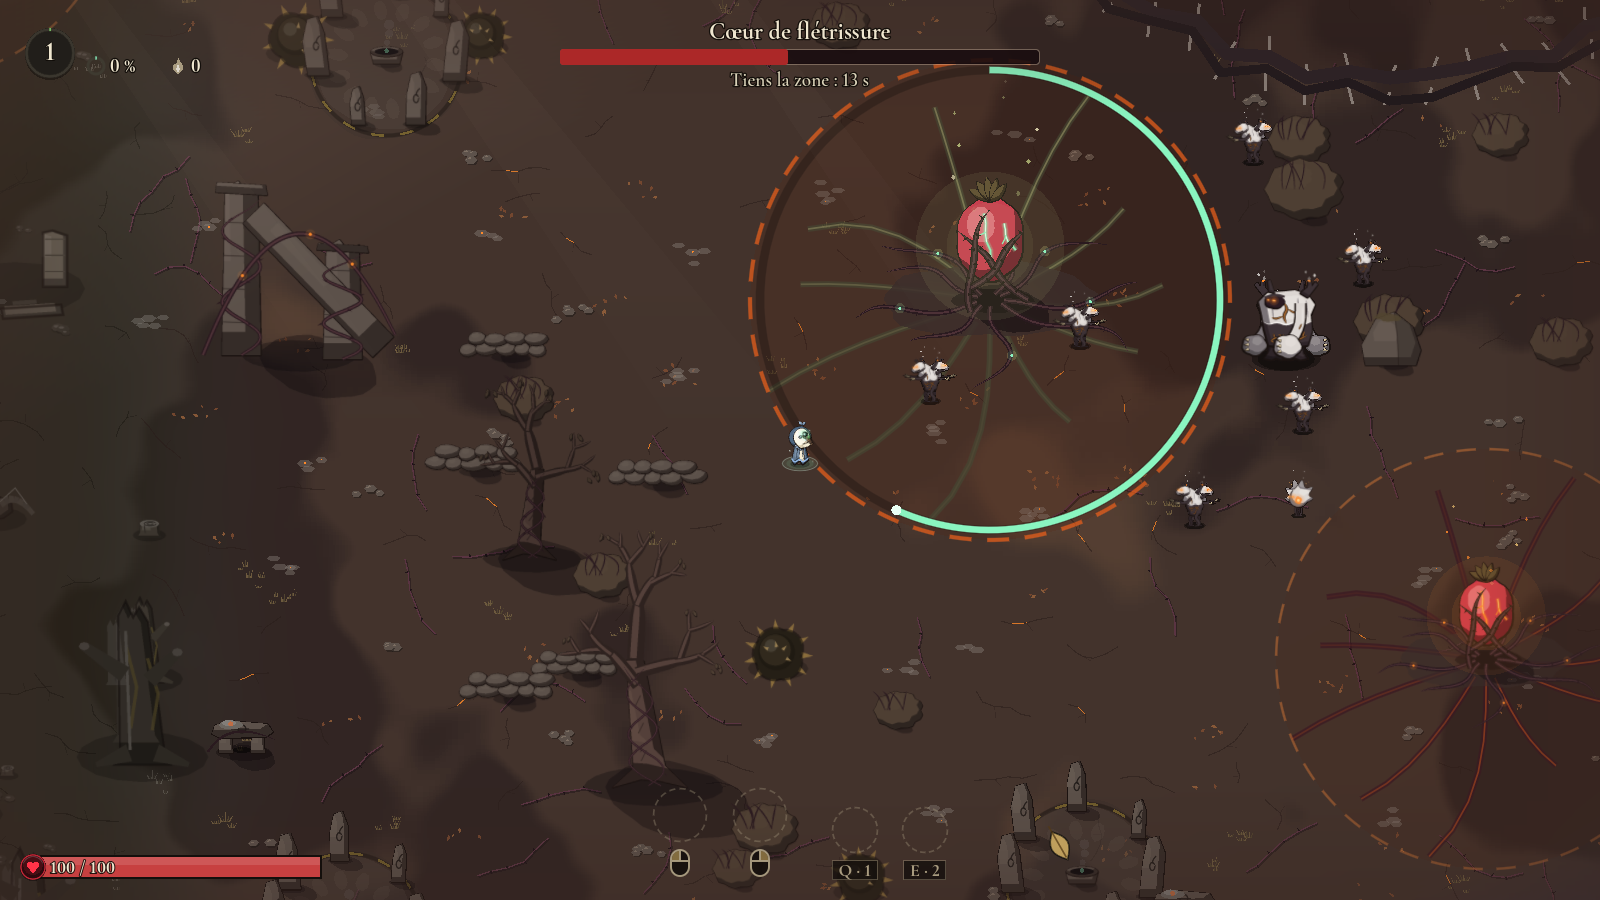 Cœur de flétrissure
1
0 %
0
Tiens la zone : 13 s
100 / 100
Q · 1
E · 2